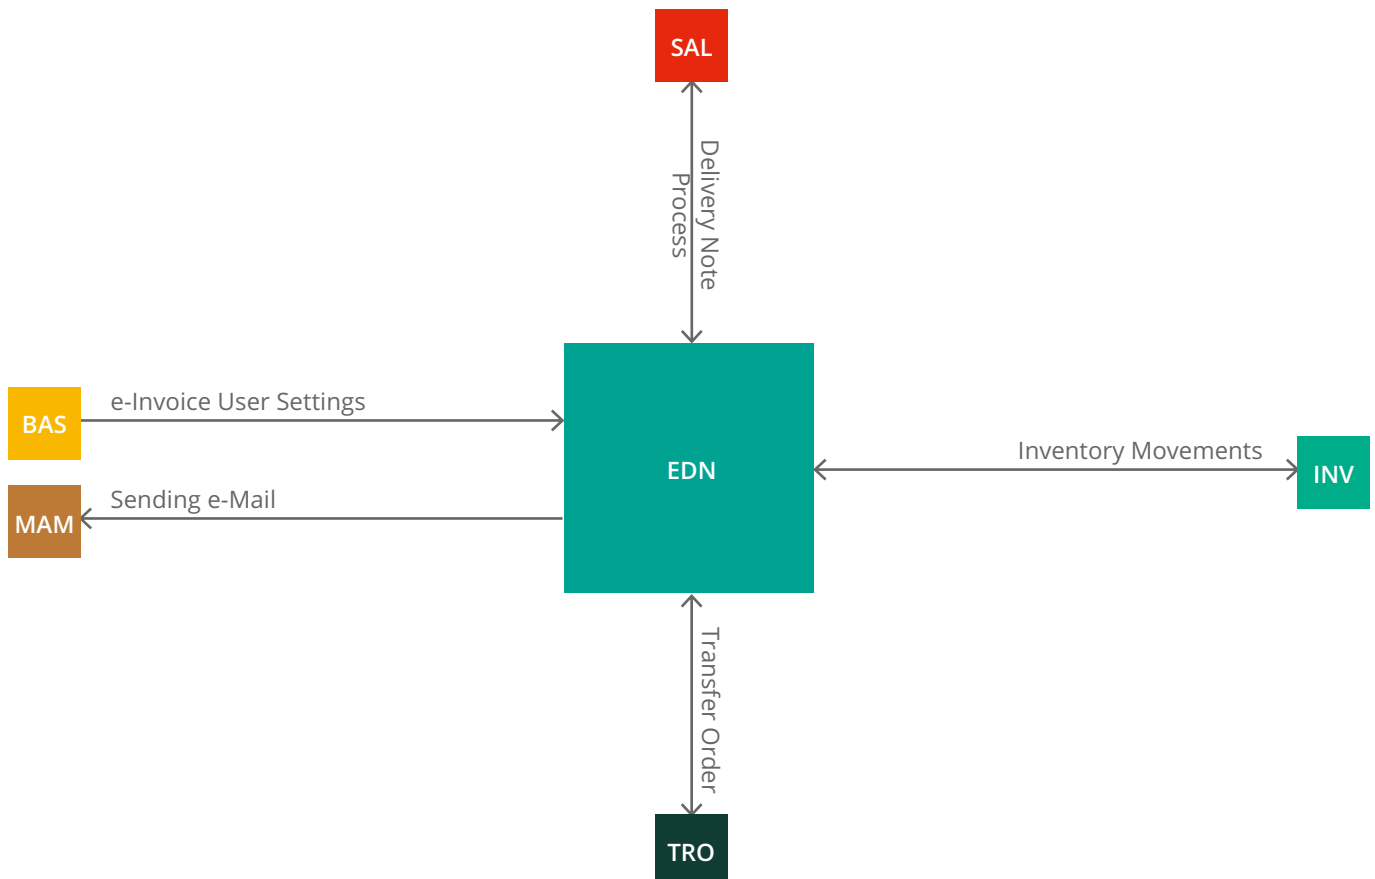 SAL
Delivery Note
Process
e-Invoice User Settings
BAS
Inventory Movements
EDN
INV
Sending e-Mail
MAM
Transfer Order
TRO